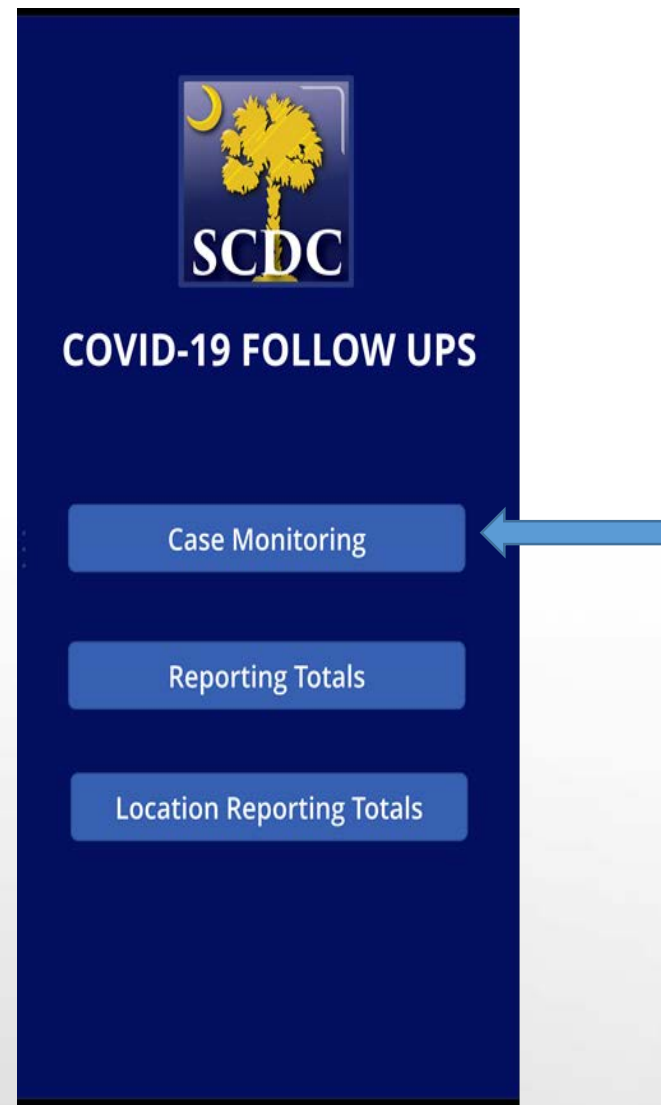 SCDC
COVID-19 FOLLOW UPS
Case Monitoring
Reporting Totals
Location Reporting Totals